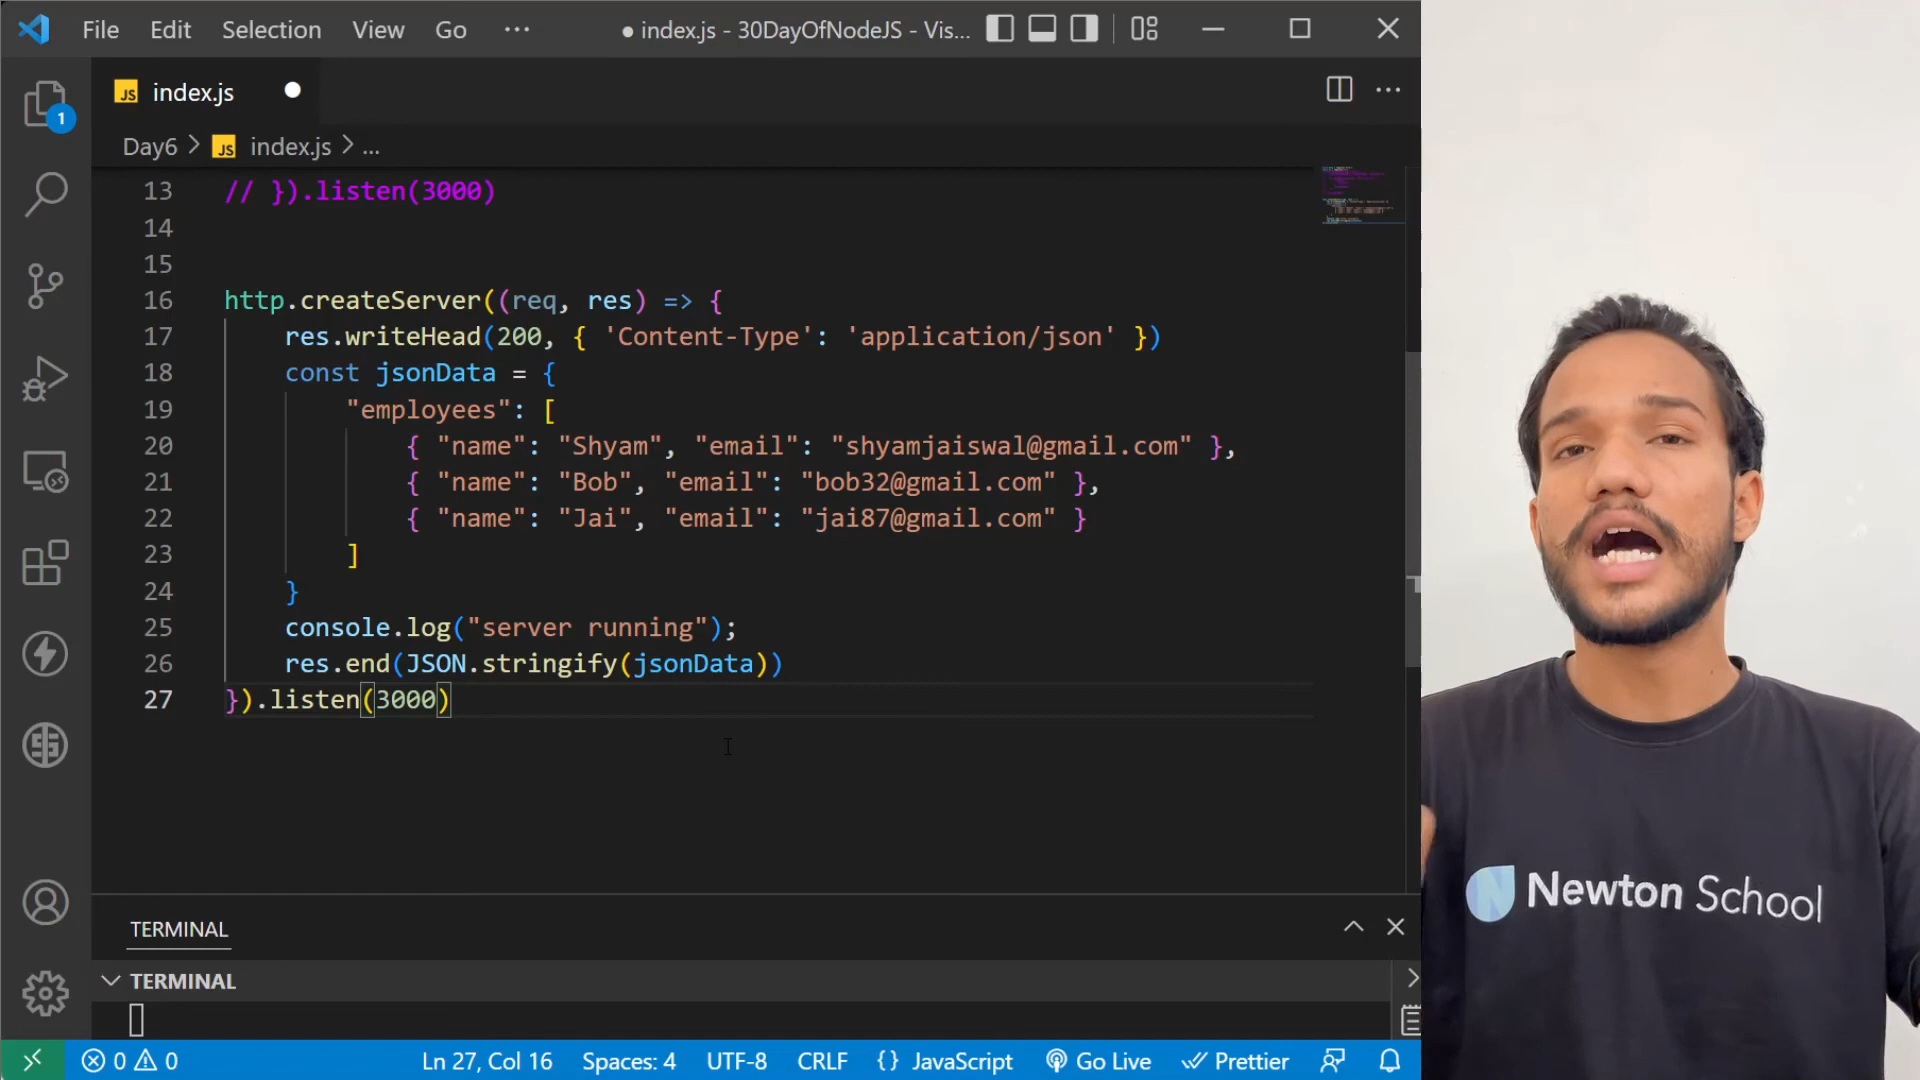 File Edit Selection View Go ··· ● index.js - 30DayOfNodeJS - Vis...
1
JS index.js ●
Day6 > JS index.js > ...
13 // }).listen(3000)
14
15
16 http.createServer((req, res) => {
17 res.writeHead(200, { 'Content-Type': 'application/json' })
18 const jsonData = {
19 "employees": [
20 { "name": "Shyam", "email": "shyamjaiswal@gmail.com" },
21 { "name": "Bob", "email": "bob32@gmail.com" },
22 { "name": "Jai", "email": "jai87@gmail.com" }
23 ]
24 }
25 console.log("server running");
26 res.end(JSON.stringify(jsonData))
27 }).listen(3000)
TERMINAL
TERMINAL
0 0 Ln 27, Col 16 Spaces: 4 UTF-8 CRLF {} JavaScript Go Live Prettier
N Newton School